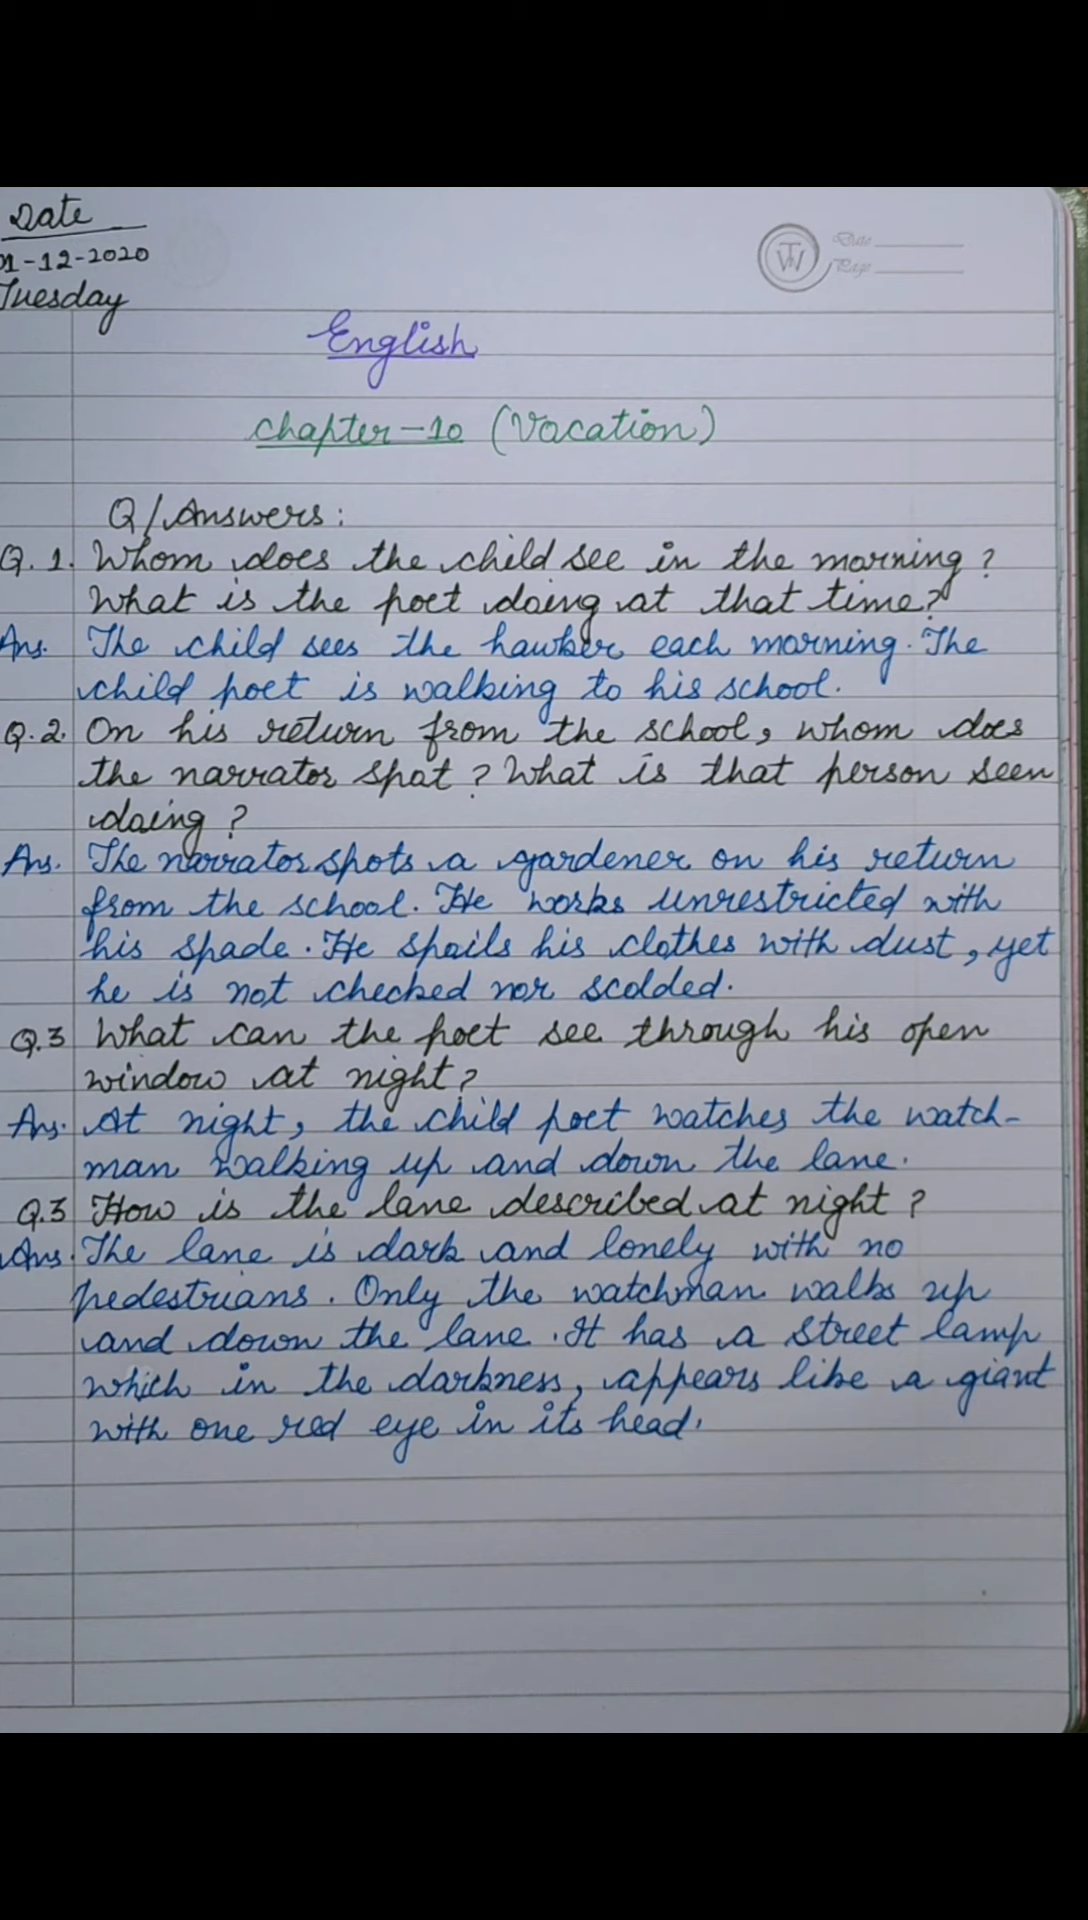 Date
01-12-2020
Tuesday
TW
Date
Page
English
Chapter-10 (Vocation)
Q/Answers:
Q.1. Whom does the child see in the morning?
What is the poet doing at that time?
Ans. The child sees the hawker each morning. The
child poet is walking to his school.
Q.2. On his return from the school, whom does
the narrator spot? What is that person seen
doing?
Ans. The narrator spots a gardener on his return
from the school. He works unrestricted with
his spade. He spoils his clothes with dust, yet
he is not checked nor scolded.
Q.3 What can the poet see through his open
window at night?
Ans. At night, the child poet watches the watch-
man walking up and down the lane.
Q.3 How is the lane described at night?
Ans. The lane is dark and lonely with no
pedestrians. Only the watchman walks up
and down the lane. It has a street lamp
which in the darkness, appears like a giant
with one red eye in its head.